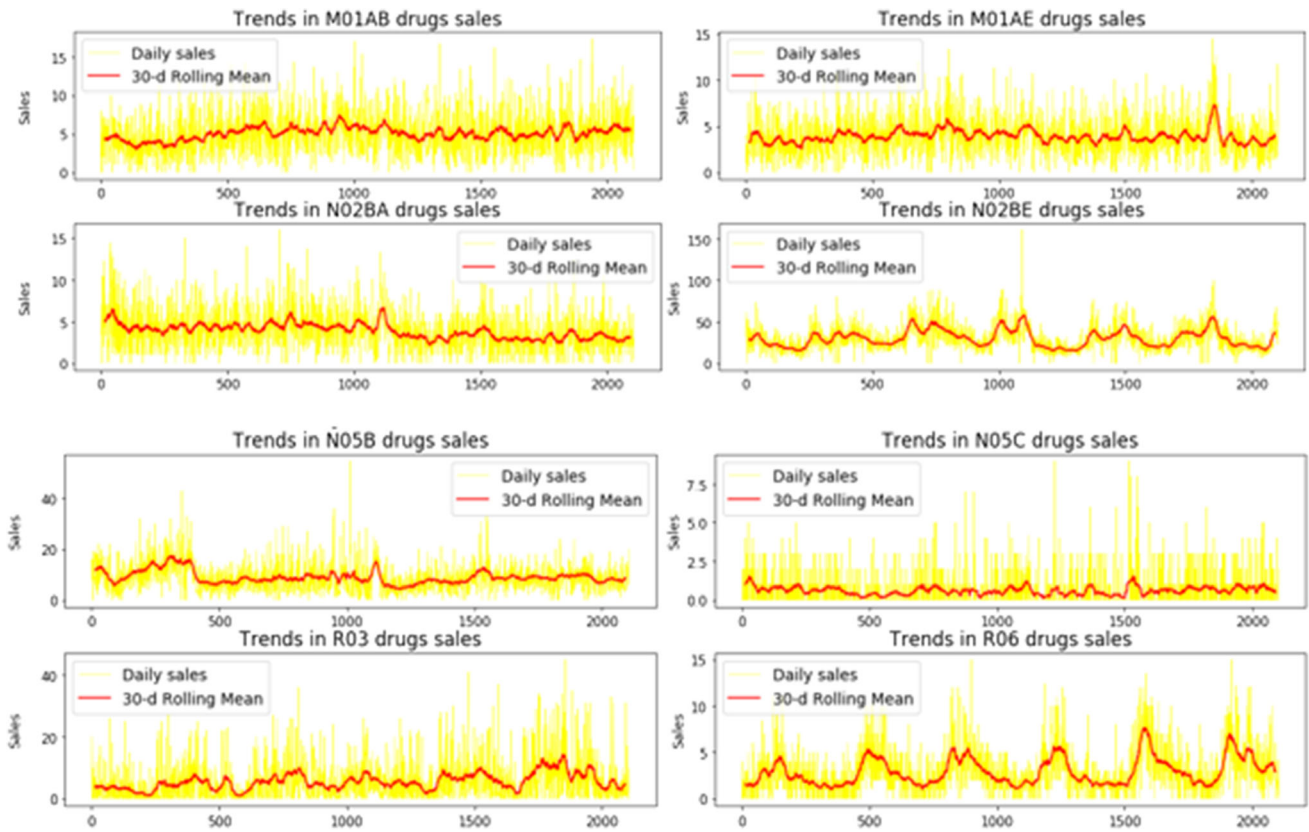 Trends in M01AB drugs sales
Daily sales
30-d Rolling Mean
Sales
15
10
5
0
0 500 1000 1500 2000
Trends in M01AE drugs sales
Daily sales
30-d Rolling Mean
Sales
15
10
5
0
0 500 1000 1500 2000
Trends in N02BA drugs sales
Daily sales
30-d Rolling Mean
Sales
15
10
5
0
0 500 1000 1500 2000
Trends in N02BE drugs sales
Daily sales
30-d Rolling Mean
Sales
150
100
50
0
0 500 1000 1500 2000
Trends in N05B drugs sales
Daily sales
30-d Rolling Mean
Sales
40
20
0
0 500 1000 1500 2000
Trends in N05C drugs sales
Daily sales
30-d Rolling Mean
Sales
7.5
5.0
2.5
0.0
0 500 1000 1500 2000
Trends in R03 drugs sales
Daily sales
30-d Rolling Mean
Sales
40
20
0
0 500 1000 1500 2000
Trends in R06 drugs sales
Daily sales
30-d Rolling Mean
Sales
15
10
5
0
0 500 1000 1500 2000